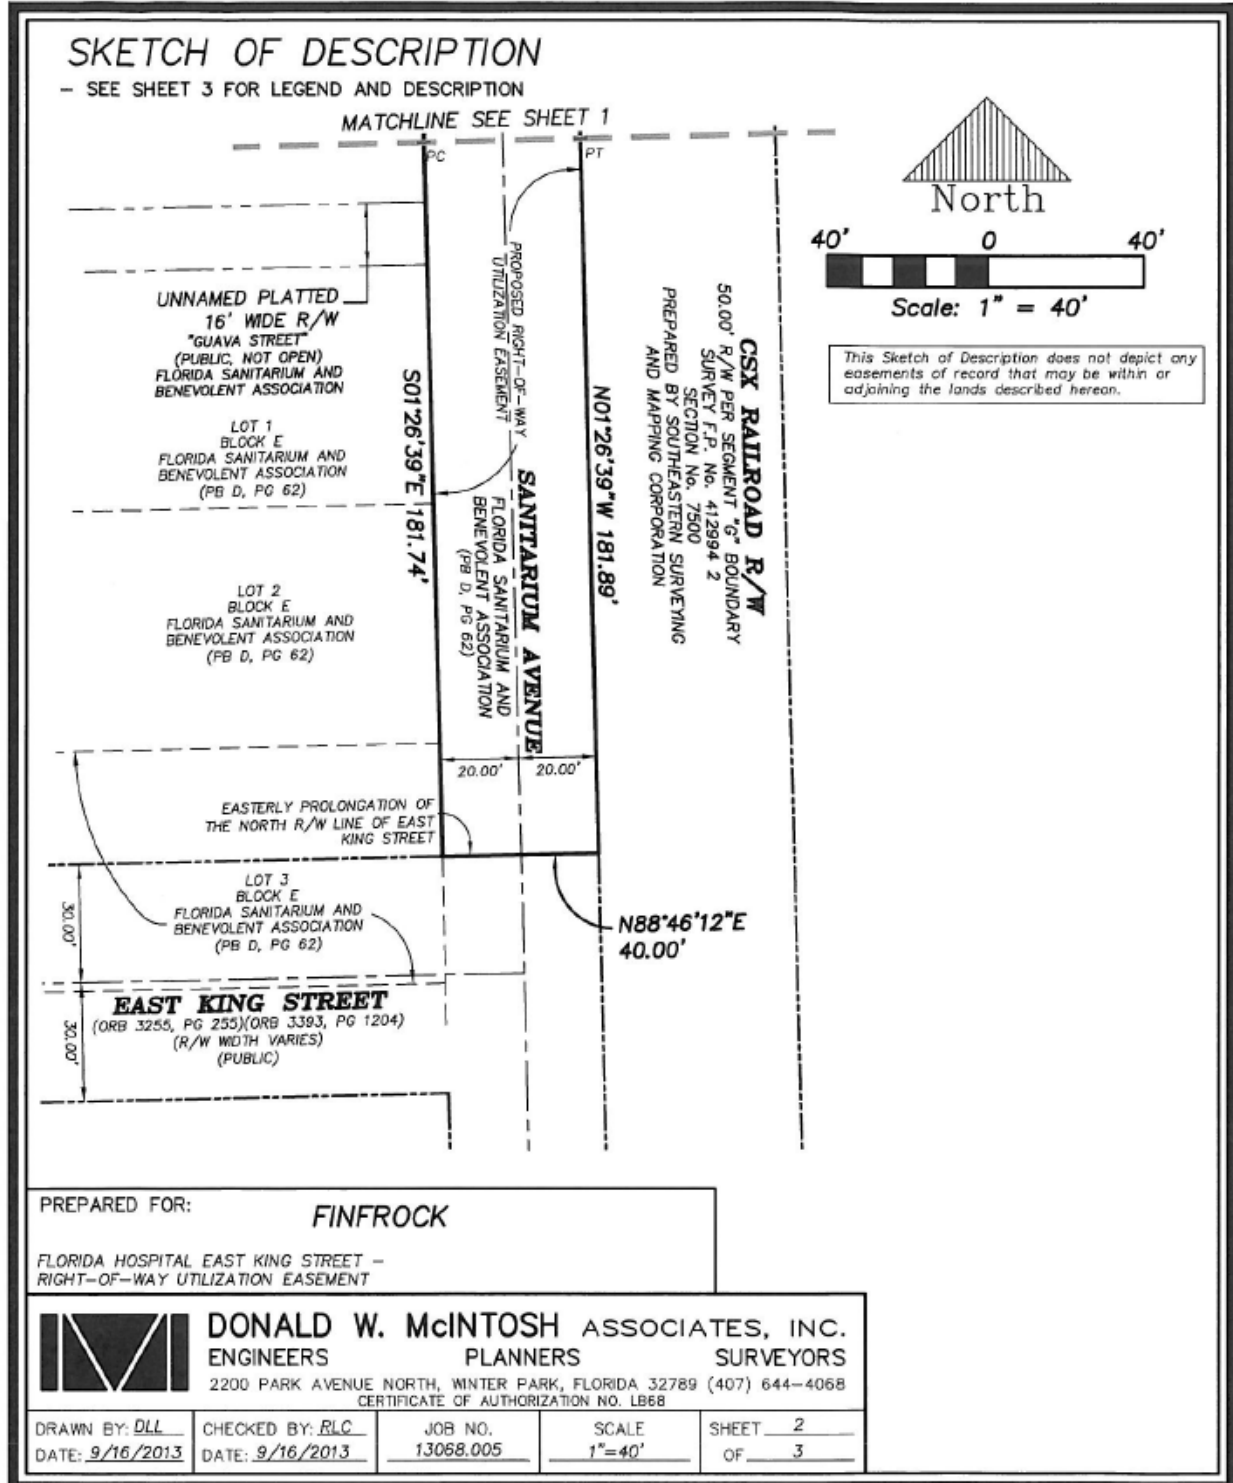 SKETCH OF DESCRIPTION
- SEE SHEET 3 FOR LEGEND AND DESCRIPTION
MATCHLINE SEE SHEET 1
PC
PT
North
40'
0
40'
Scale: 1" = 40'
This Sketch of Description does not depict any
easements of record that may be within or
adjoining the lands described hereon.
UNNAMED PLATTED
16' WIDE R/W
"GUAVA STREET"
(PUBLIC, NOT OPEN)
FLORIDA SANITARIUM AND
BENEVOLENT ASSOCIATION
LOT 1
BLOCK E
FLORIDA SANITARIUM AND
BENEVOLENT ASSOCIATION
(PB D, PG 62)
LOT 2
BLOCK E
FLORIDA SANITARIUM AND
BENEVOLENT ASSOCIATION
(PB D, PG 62)
S01°26'39"E 181.74'
PROPOSED RIGHT-OF-WAY
UTILIZATION EASEMENT
SANITARIUM AVENUE
FLORIDA SANITARIUM AND
BENEVOLENT ASSOCIATION
(PB D, PG 62)
N01°26'39"W 181.89'
CSX RAILROAD R/W
50.00' R/W PER SEGMENT "G" BOUNDARY
SURVEY F.P. No. 412994 2
SECTION No. 7500
PREPARED BY SOUTHEASTERN SURVEYING
AND MAPPING CORPORATION
20.00'
20.00'
EASTERLY PROLONGATION OF
THE NORTH R/W LINE OF EAST
KING STREET
LOT 3
BLOCK E
FLORIDA SANITARIUM AND
BENEVOLENT ASSOCIATION
(PB D, PG 62)
30.00'
N88°46'12"E
40.00'
EAST KING STREET
(ORB 3255, PG 255)(ORB 3393, PG 1204)
(R/W WIDTH VARIES)
(PUBLIC)
30.00'
PREPARED FOR:
FINFROCK
FLORIDA HOSPITAL EAST KING STREET -
RIGHT-OF-WAY UTILIZATION EASEMENT
DONALD W. McINTOSH ASSOCIATES, INC.
ENGINEERS PLANNERS SURVEYORS
2200 PARK AVENUE NORTH, WINTER PARK, FLORIDA 32789 (407) 644-4068
CERTIFICATE OF AUTHORIZATION NO. LB68
DRAWN BY: DLL
DATE: 9/16/2013
CHECKED BY: RLC
DATE: 9/16/2013
JOB NO.
13068.005
SCALE
1"=40'
SHEET 2
OF 3